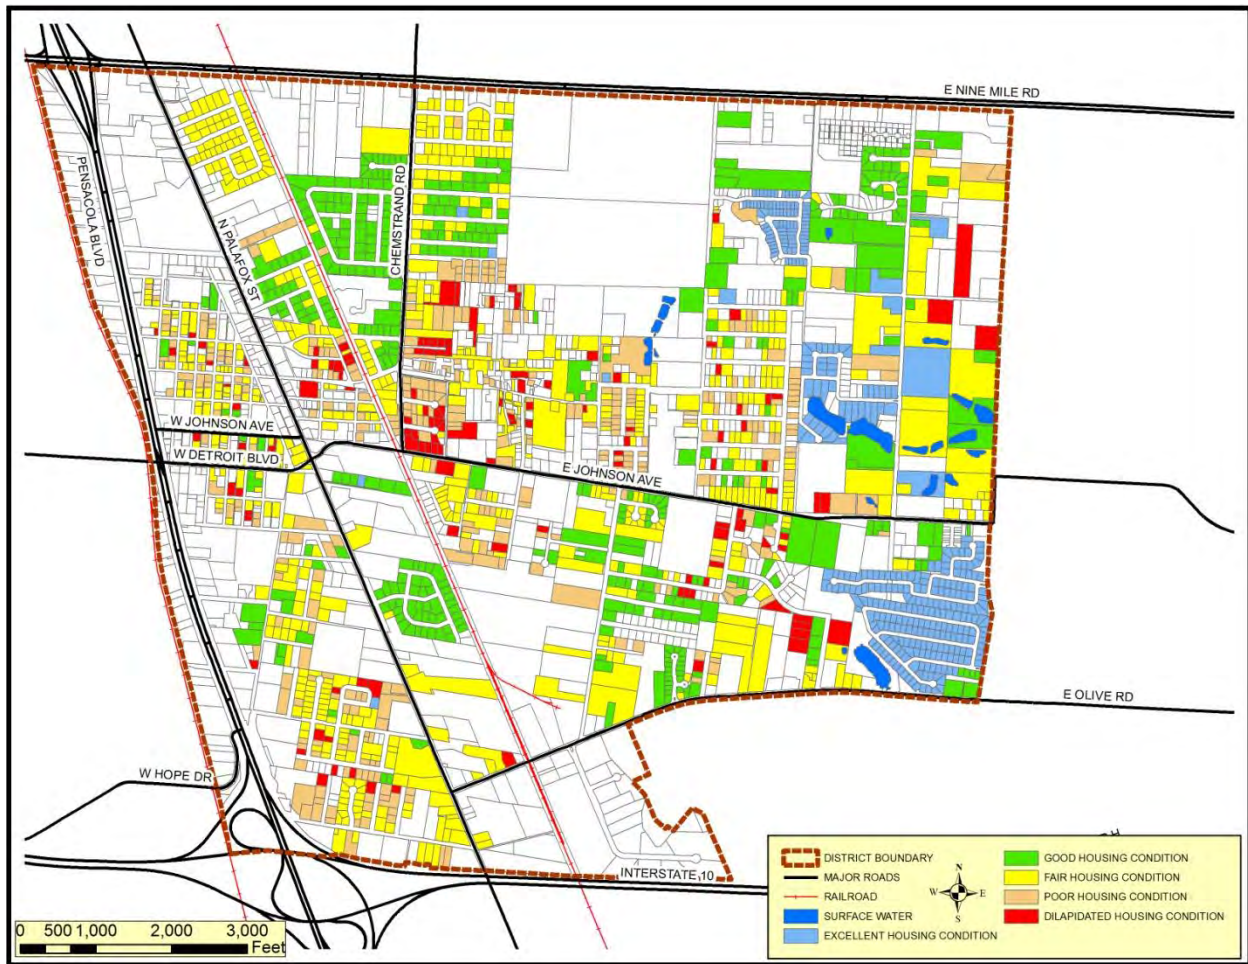 E NINE MILE RD
PENSACOLA BLVD
N PALAFOX ST
CHEMSTRAND RD
W JOHNSON AVE
W DETROIT BLVD
E JOHNSON AVE
E OLIVE RD
W HOPE DR
INTERSTATE 10
DISTRICT BOUNDARY
MAJOR ROADS
RAILROAD
SURFACE WATER
EXCELLENT HOUSING CONDITION
N
W E
S
GOOD HOUSING CONDITION
FAIR HOUSING CONDITION
POOR HOUSING CONDITION
DILAPIDATED HOUSING CONDITION
0 500 1,000 2,000 3,000
Feet